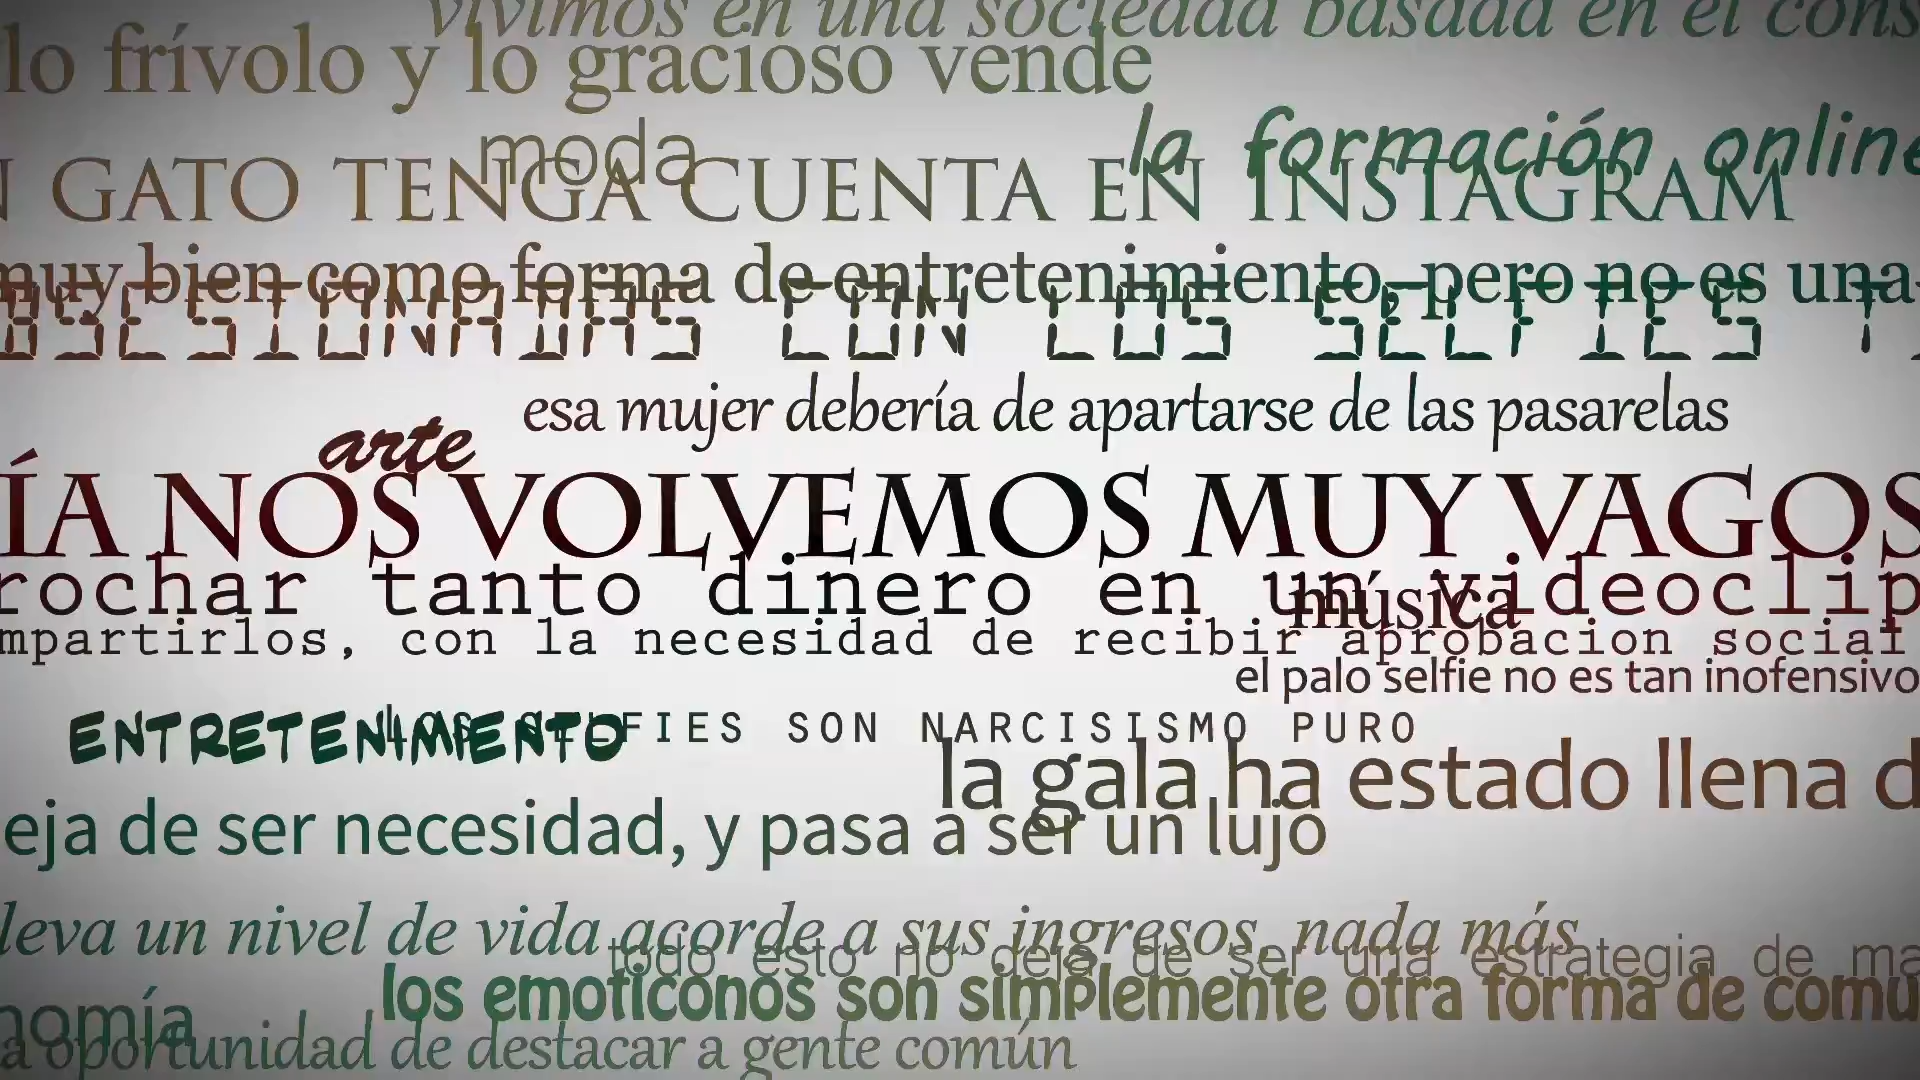 vivimos en una sociedad basada en el cons
lo frívolo y lo gracioso vende
moda
la formación online
GATO TENGA CUENTA EN INSTAGRAM
muy bien como forma de entretenimiento, pero no es una
OBSESIONADAS CON LOS SELFIES
esa mujer debería de apartarse de las pasarelas
arte
ÍA NOS VOLVEMOS MUY VAGOS
rochar tanto dinero en un videoclip
música
mpartirlos, con la necesidad de recibir aprobacion social
el palo selfie no es tan inofensivo
ENTRETENIMIENTO
LOS SELFIES SON NARCISISMO PURO
la gala ha estado llena d
eja de ser necesidad, y pasa a ser un lujo
lleva un nivel de vida acorde a sus ingresos, nada más
todo esto no deja de ser una estrategia de ma
los emoticonos son simplemente otra forma de comu
nomía
a oportunidad de destacar a gente común